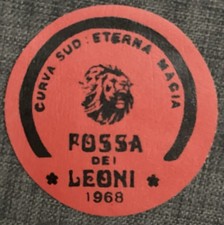 CURVA SUD ETERNA MAGIA
FOSSA
DEI
LEONI
1968